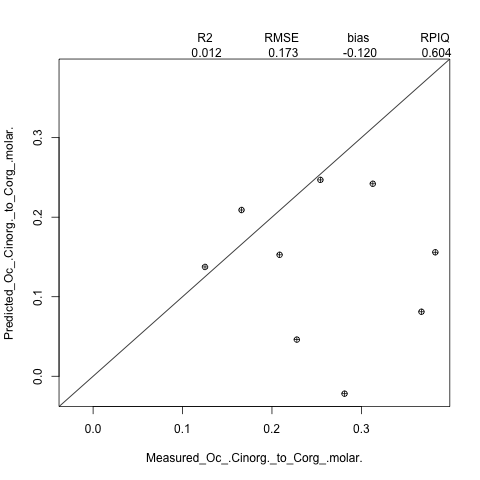 R2 RMSE bias RPIQ
0.012 0.173 -0.120 0.604
Predicted_Oc_.Cinorg._to_Corg_.molar.
0.3
0.2
0.1
0.0
0.0 0.1 0.2 0.3
Measured_Oc_.Cinorg._to_Corg_.molar.